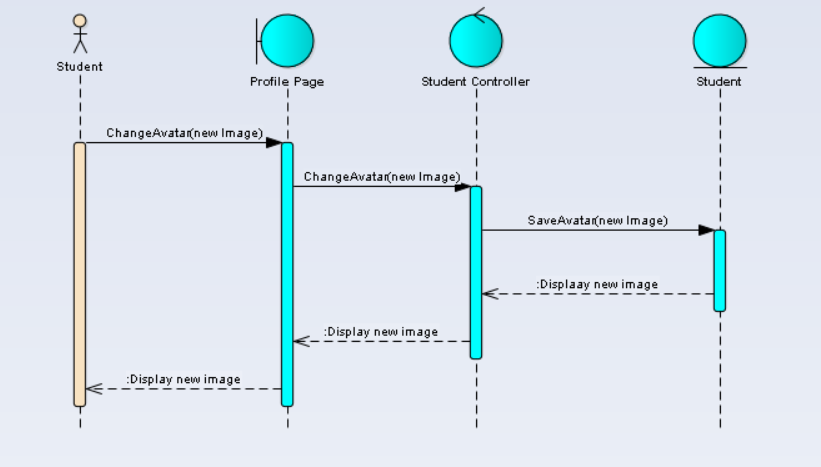 Student
Profile Page
Student Controller
Student
ChangeAvatar(new Image)
ChangeAvatar(new Image)
SaveAvatar(new Image)
:Displaay new image
:Display new image
:Display new image